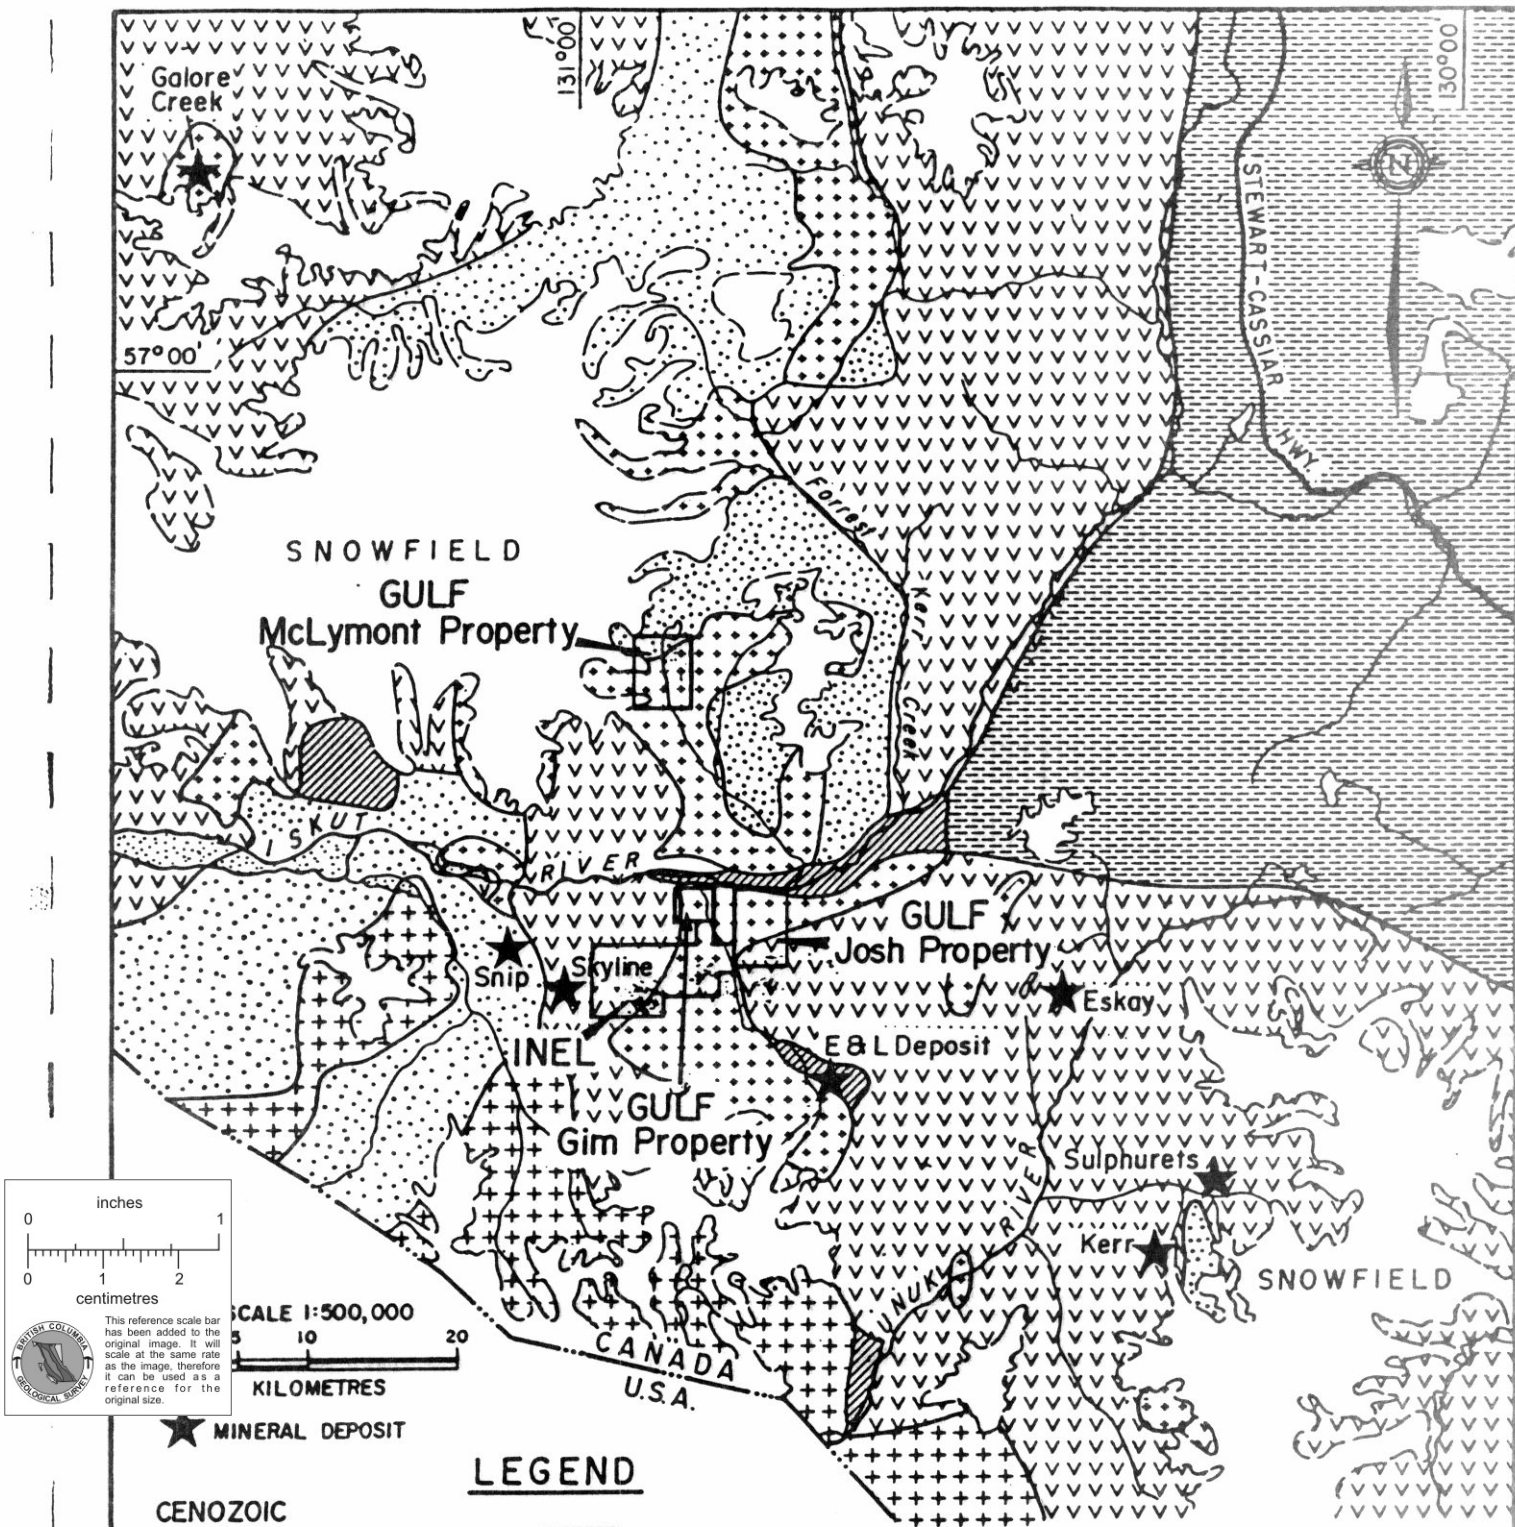 131°00
130°00
Galore
Creek
N
STEWART-CASSIAR
HWY.
57°00'
Forrest
Kerr
Creek
SNOWFIELD
GULF
McLymont Property
ISKUT
RIVER
GULF
Josh Property
Snip
Skyline
Eskay
INEL
E & L Deposit
GULF
Gim Property
Sulphurets
Kerr
UNUK
RIVER
SNOWFIELD
CANADA
U.S.A.
inches
0 1
0 1 2
centimetres
This reference scale bar
has been added to the
original image. It will
scale at the same rate
as the image, therefore
it can be used as a
reference for the
original size.
BRITISH COLUMBIA
GEOLOGICAL SURVEY
SCALE 1:500,000
5 10 20
KILOMETRES
MINERAL DEPOSIT
LEGEND
CENOZOIC